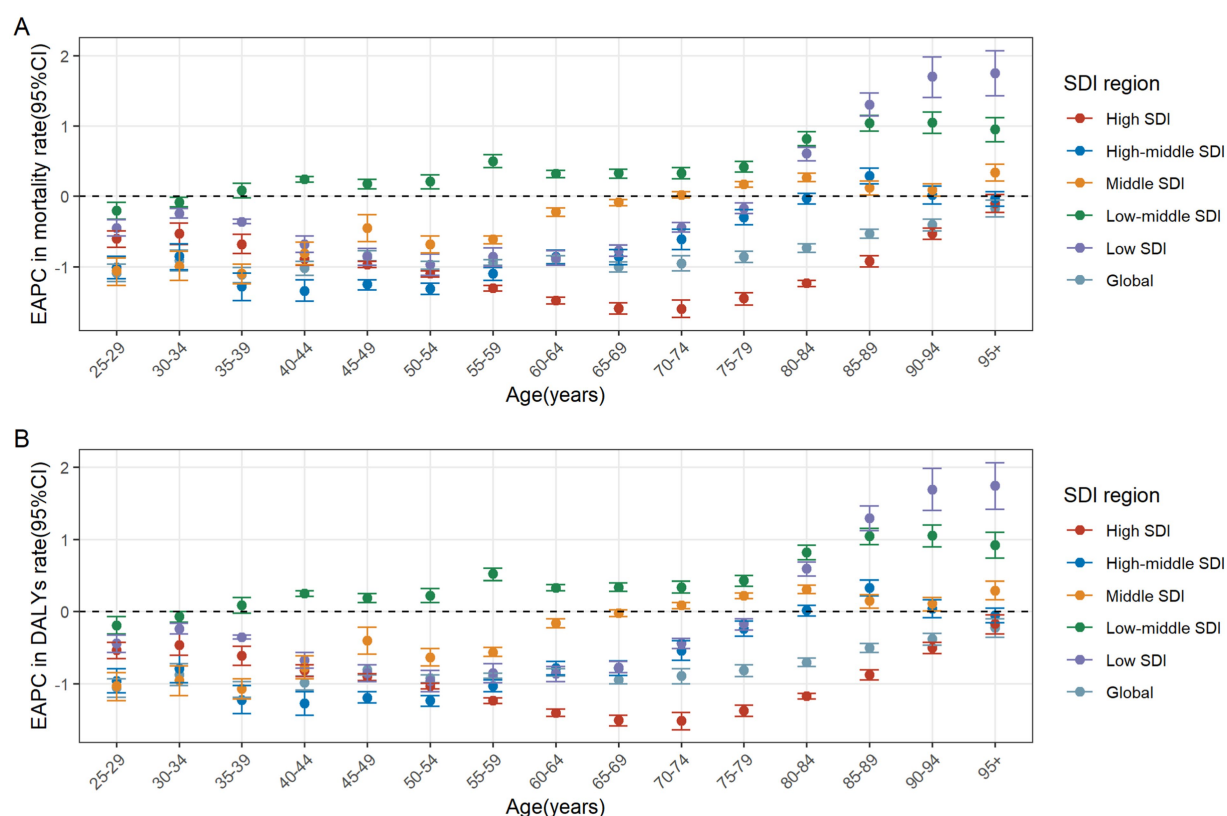 A
EAPC in mortality rate(95%CI)
2
1
0
-1
25-29
30-34
35-39
40-44
45-49
50-54
55-59
60-64
65-69
70-74
75-79
80-84
85-89
90-94
95+
Age(years)
SDI region
High SDI
High-middle SDI
Middle SDI
Low-middle SDI
Low SDI
Global
B
EAPC in DALYs rate(95%CI)
2
1
0
-1
25-29
30-34
35-39
40-44
45-49
50-54
55-59
60-64
65-69
70-74
75-79
80-84
85-89
90-94
95+
Age(years)
SDI region
High SDI
High-middle SDI
Middle SDI
Low-middle SDI
Low SDI
Global